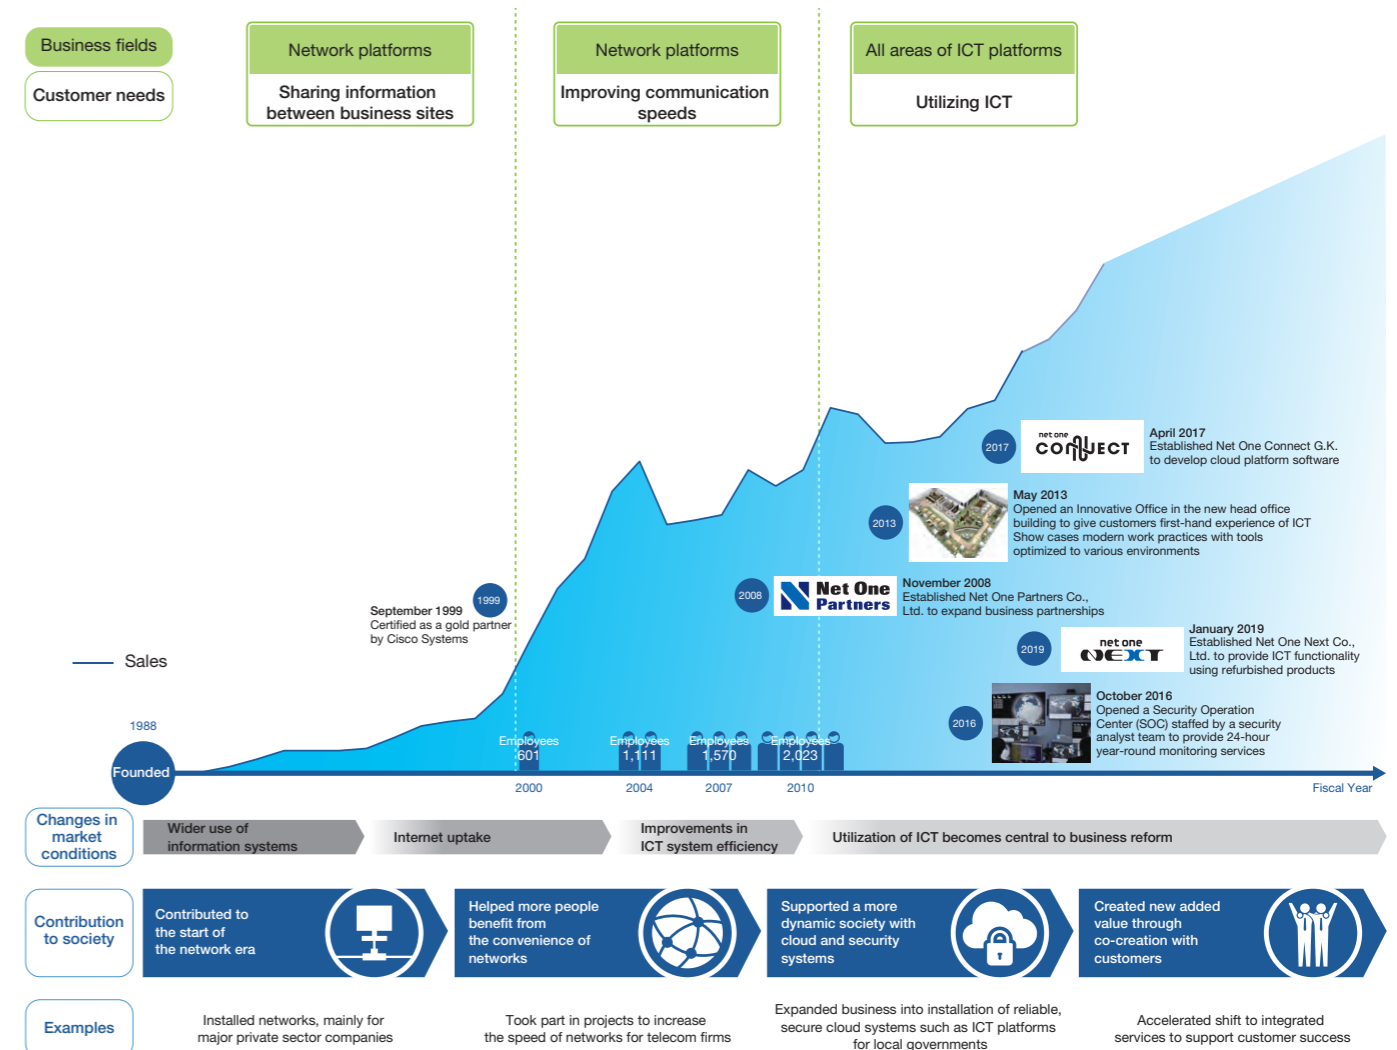 Business fields
Customer needs
Network platforms
Sharing information
between business sites
Network platforms
Improving communication
speeds
All areas of ICT platforms
Utilizing ICT
2017
net one
CONNECT
April 2017
Established Net One Connect G.K.
to develop cloud platform software
2013
May 2013
Opened an Innovative Office in the new head office
building to give customers first-hand experience of ICT
Show cases modern work practices with tools
optimized to various environments
2008
Net One
Partners
November 2008
Established Net One Partners Co.,
Ltd. to expand business partnerships
1999
September 1999
Certified as a gold partner
by Cisco Systems
2019
net one
NEXT
January 2019
Established Net One Next Co.,
Ltd. to provide ICT functionality
using refurbished products
Sales
2016
October 2016
Opened a Security Operation
Center (SOC) staffed by a security
analyst team to provide 24-hour
year-round monitoring services
1988
Founded
Employees
601
Employees
1,111
Employees
1,570
Employees
2,023
2000
2004
2007
2010
Fiscal Year
Changes in
market
conditions
Wider use of
information systems
Internet uptake
Improvements in
ICT system efficiency
Utilization of ICT becomes central to business reform
Contribution
to society
Contributed to
the start of
the network era
Helped more people
benefit from
the convenience of
networks
Supported a more
dynamic society with
cloud and security
systems
Created new added
value through
co-creation with
customers
Examples
Installed networks, mainly for
major private sector companies
Took part in projects to increase
the speed of networks for telecom firms
Expanded business into installation of reliable,
secure cloud systems such as ICT platforms
for local governments
Accelerated shift to integrated
services to support customer success